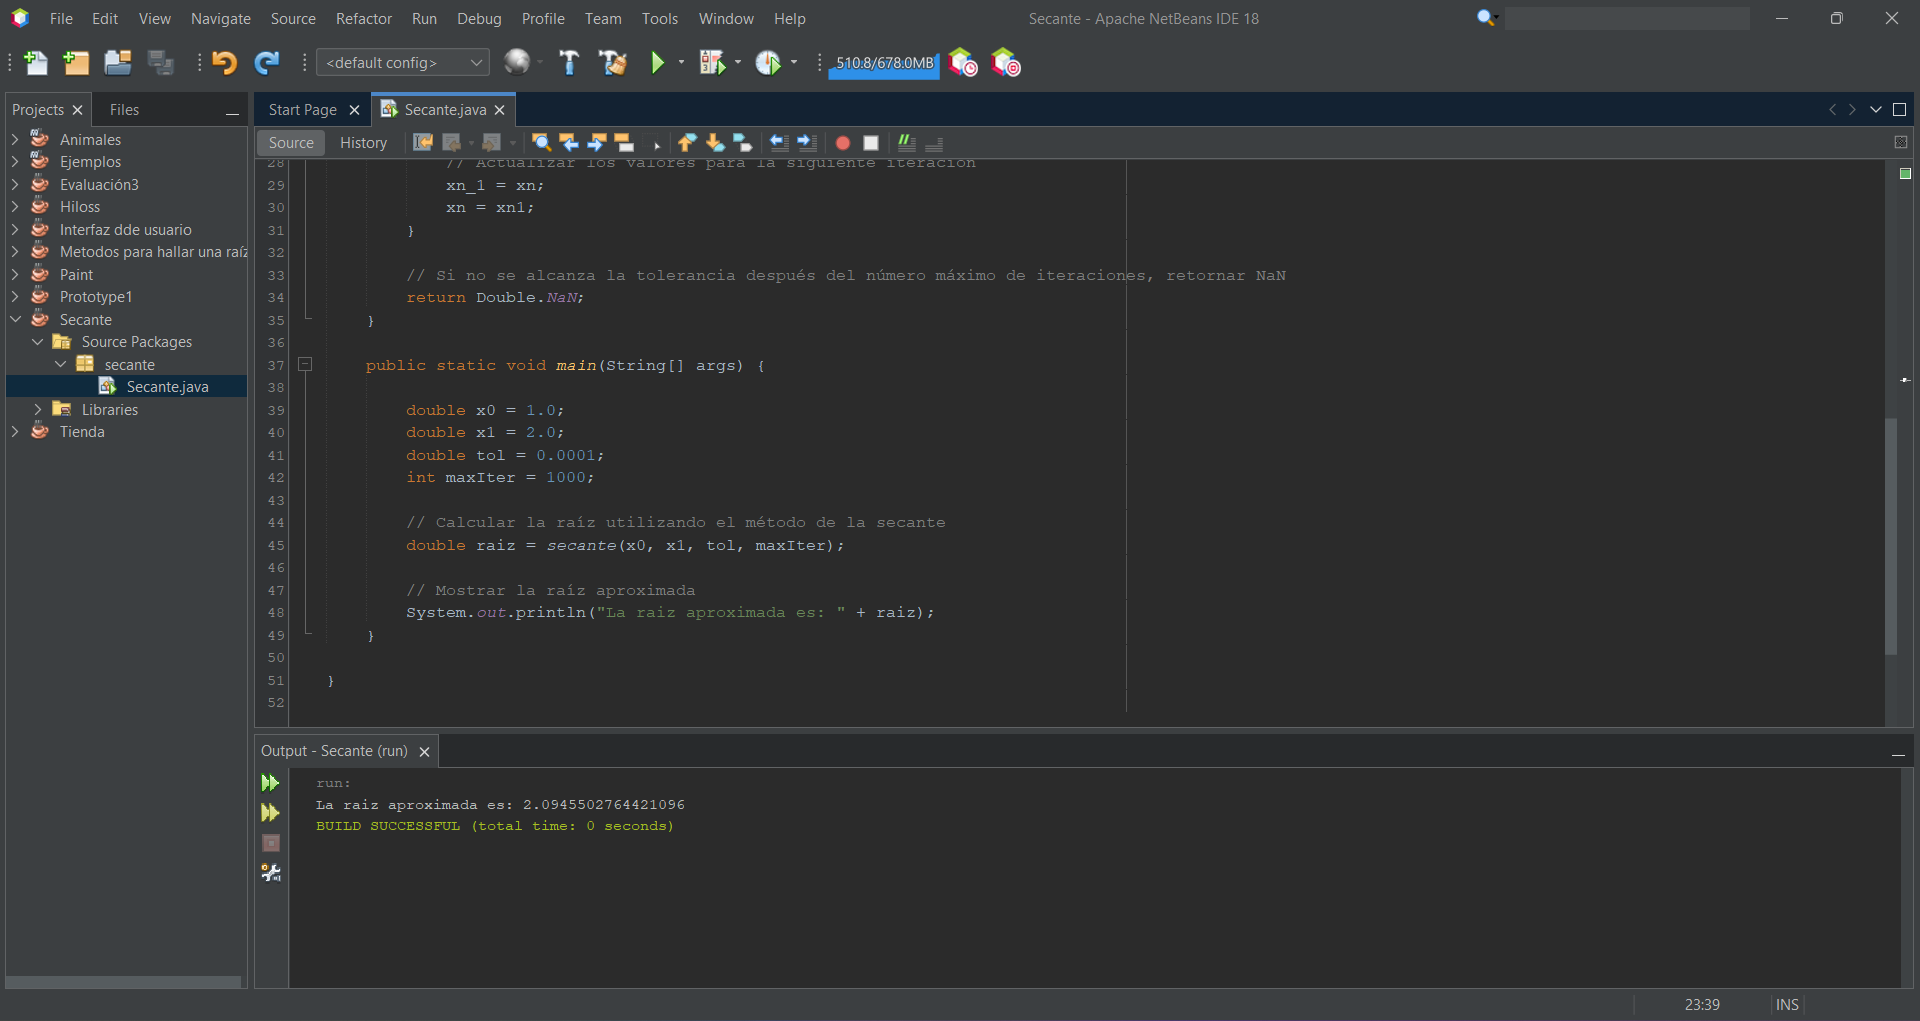 File Edit View Navigate Source Refactor Run Debug Profile Team Tools Window Help
Secante - Apache NetBeans IDE 18
<default config>
510.8/678.0MB
Projects Files
Animales
Ejemplos
Evaluación3
Hiloss
Interfaz dde usuario
Metodos para hallar una raíz
Paint
Prototype1
Secante
Source Packages
secante
Secante.java
Libraries
Tienda
Start Page Secante.java
Source History
28 // Actualizar los valores para la siguiente iteracion
29 xn_1 = xn;
30 xn = xn1;
31 }
32
33 // Si no se alcanza la tolerancia después del número máximo de iteraciones, retornar NaN
34 return Double.NaN;
35 }
36
37 public static void main(String[] args) {
38
39 double x0 = 1.0;
40 double x1 = 2.0;
41 double tol = 0.0001;
42 int maxIter = 1000;
43
44 // Calcular la raíz utilizando el método de la secante
45 double raiz = secante(x0, x1, tol, maxIter);
46
47 // Mostrar la raíz aproximada
48 System.out.println("La raiz aproximada es: " + raiz);
49 }
50
51 }
52
Output - Secante (run)
run:
La raiz aproximada es: 2.0945502764421096
BUILD SUCCESSFUL (total time: 0 seconds)
23:39 INS